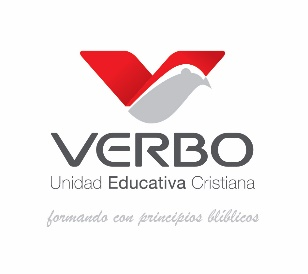 VERBO
Unidad Educativa Cristiana
formando con principios blíblicos